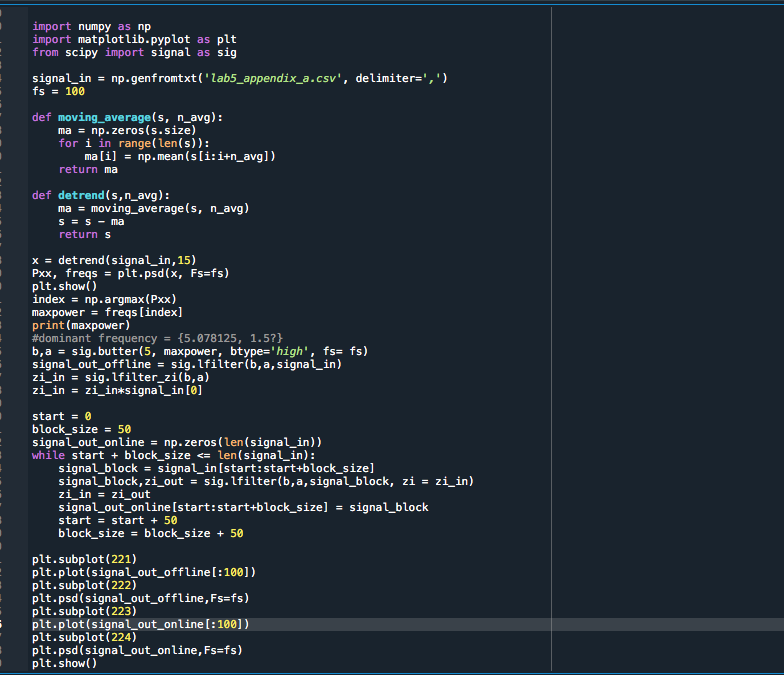 import numpy as np
import matplotlib.pyplot as plt
from scipy import signal as sig
signal_in = np.genfromtxt('lab5_appendix_a.csv', delimiter=',')
fs = 100
def moving_average(s, n_avg):
ma = np.zeros(s.size)
for i in range(len(s)):
ma[i] = np.mean(s[i:i+n_avg])
return ma
def detrend(s,n_avg):
ma = moving_average(s, n_avg)
s = s - ma
return s
x = detrend(signal_in,15)
Pxx, freqs = plt.psd(x, Fs=fs)
plt.show()
index = np.argmax(Pxx)
maxpower = freqs[index]
print(maxpower)
#dominant frequency = {5.078125, 1.5?}
b,a = sig.butter(5, maxpower, btype='high', fs= fs)
signal_out_offline = sig.lfilter(b,a,signal_in)
zi_in = sig.lfilter_zi(b,a)
zi_in = zi_in*signal_in[0]
start = 0
block_size = 50
signal_out_online = np.zeros(len(signal_in))
while start + block_size <= len(signal_in):
signal_block = signal_in[start:start+block_size]
signal_block,zi_out = sig.lfilter(b,a,signal_block, zi = zi_in)
zi_in = zi_out
signal_out_online[start:start+block_size] = signal_block
start = start + 50
block_size = block_size + 50
plt.subplot(221)
plt.plot(signal_out_offline[:100])
plt.subplot(222)
plt.psd(signal_out_offline,Fs=fs)
plt.subplot(223)
plt.plot(signal_out_online[:100])
plt.subplot(224)
plt.psd(signal_out_online,Fs=fs)
plt.show()